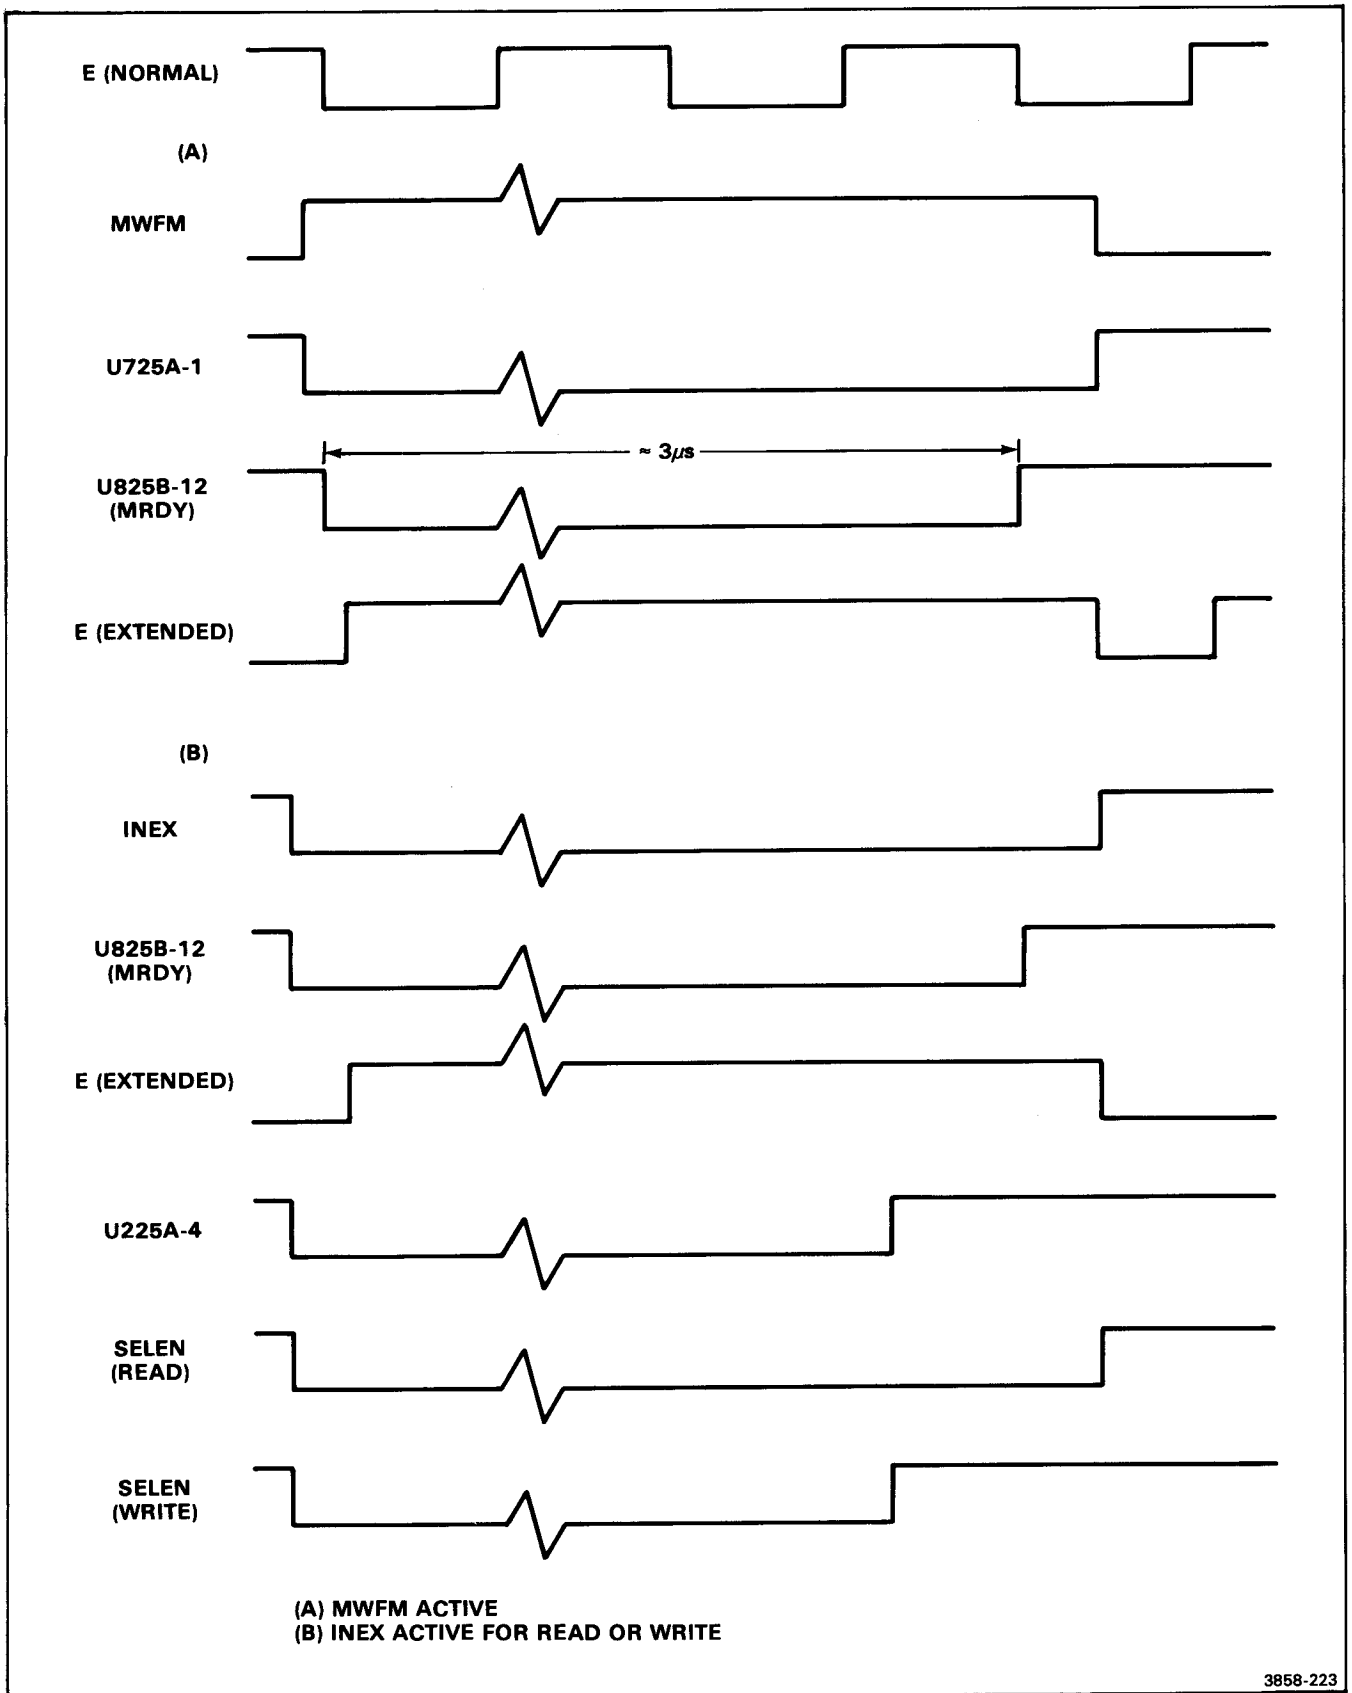 E (NORMAL)
(A)
MWFM
U725A-1
≈ 3µs
U825B-12
(MRDY)
E (EXTENDED)
(B)
INEX
U825B-12
(MRDY)
E (EXTENDED)
U225A-4
SELEN
(READ)
SELEN
(WRITE)
(A) MWFM ACTIVE
(B) INEX ACTIVE FOR READ OR WRITE
3858-223